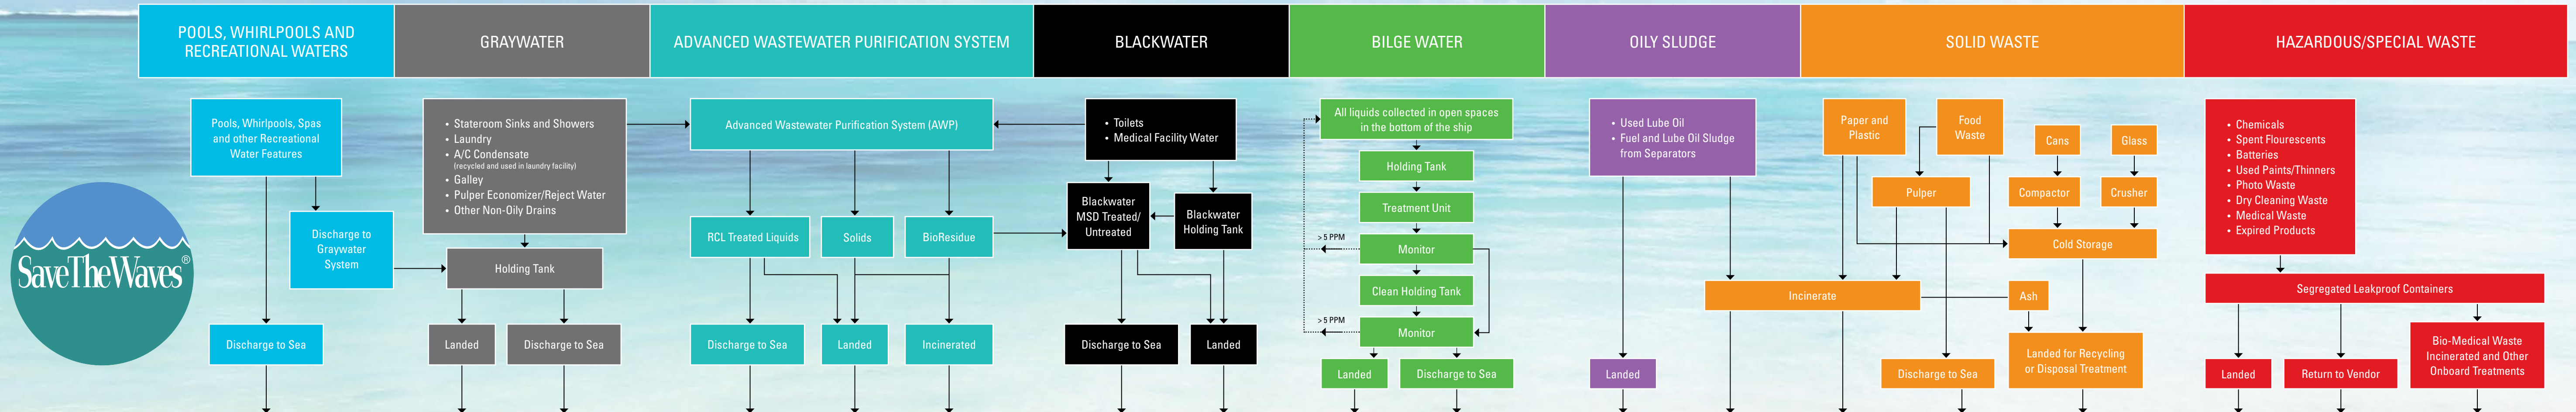 POOLS, WHIRLPOOLS AND
RECREATIONAL WATERS
GRAYWATER
ADVANCED WASTEWATER PURIFICATION SYSTEM
BLACKWATER
BILGE WATER
OILY SLUDGE
SOLID WASTE
HAZARDOUS/SPECIAL WASTE
SaveTheWaves®
Pools, Whirlpools, Spas
and other Recreational
Water Features
Discharge to
Graywater
System
Discharge to Sea
• Stateroom Sinks and Showers
• Laundry
• A/C Condensate
(recycled and used in laundry facility)
• Galley
• Pulper Economizer/Reject Water
• Other Non-Oily Drains
Holding Tank
Landed
Discharge to Sea
Advanced Wastewater Purification System (AWP)
RCL Treated Liquids
Solids
BioResidue
Discharge to Sea
Landed
Incinerated
• Toilets
• Medical Facility Water
Blackwater
MSD Treated/
Untreated
Blackwater
Holding Tank
Discharge to Sea
Landed
All liquids collected in open spaces
in the bottom of the ship
Holding Tank
Treatment Unit
> 5 PPM
Monitor
Clean Holding Tank
> 5 PPM
Monitor
Landed
Discharge to Sea
• Used Lube Oil
• Fuel and Lube Oil Sludge
from Separators
Landed
Paper and
Plastic
Food
Waste
Cans
Glass
Pulper
Compactor
Crusher
Cold Storage
Incinerate
Ash
Discharge to Sea
Landed for Recycling
or Disposal Treatment
• Chemicals
• Spent Flourescents
• Batteries
• Used Paints/Thinners
• Photo Waste
• Dry Cleaning Waste
• Medical Waste
• Expired Products
Segregated Leakproof Containers
Landed
Return to Vendor
Bio-Medical Waste
Incinerated and Other
Onboard Treatments